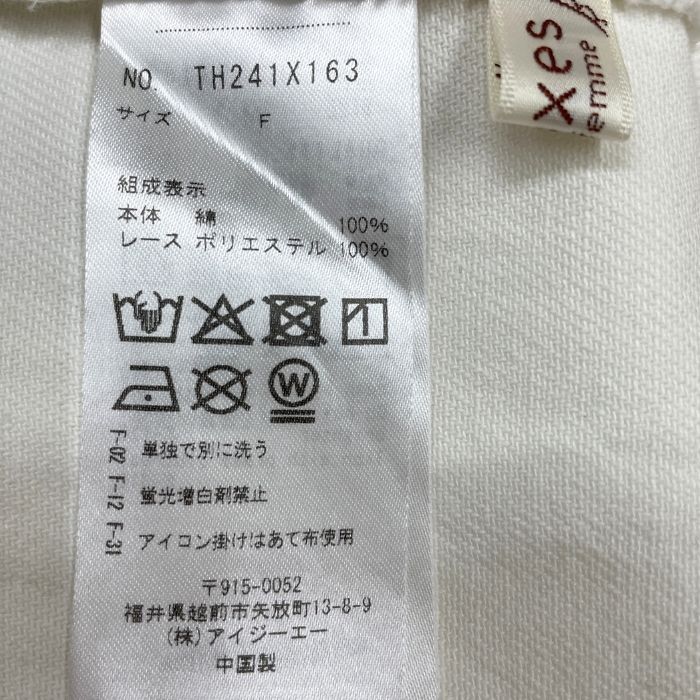 NO. TH241X163
サイズ F
組成表示
本体 綿 100%
レース ポリエステル 100%
W
F-02 F-12 F-31
単独で別に洗う
蛍光増白剤禁止
アイコン掛けはあて布使用
〒915-0052
福井県越前市矢放町13-8-9
(株)アイジーエー
中国製
xes
emme